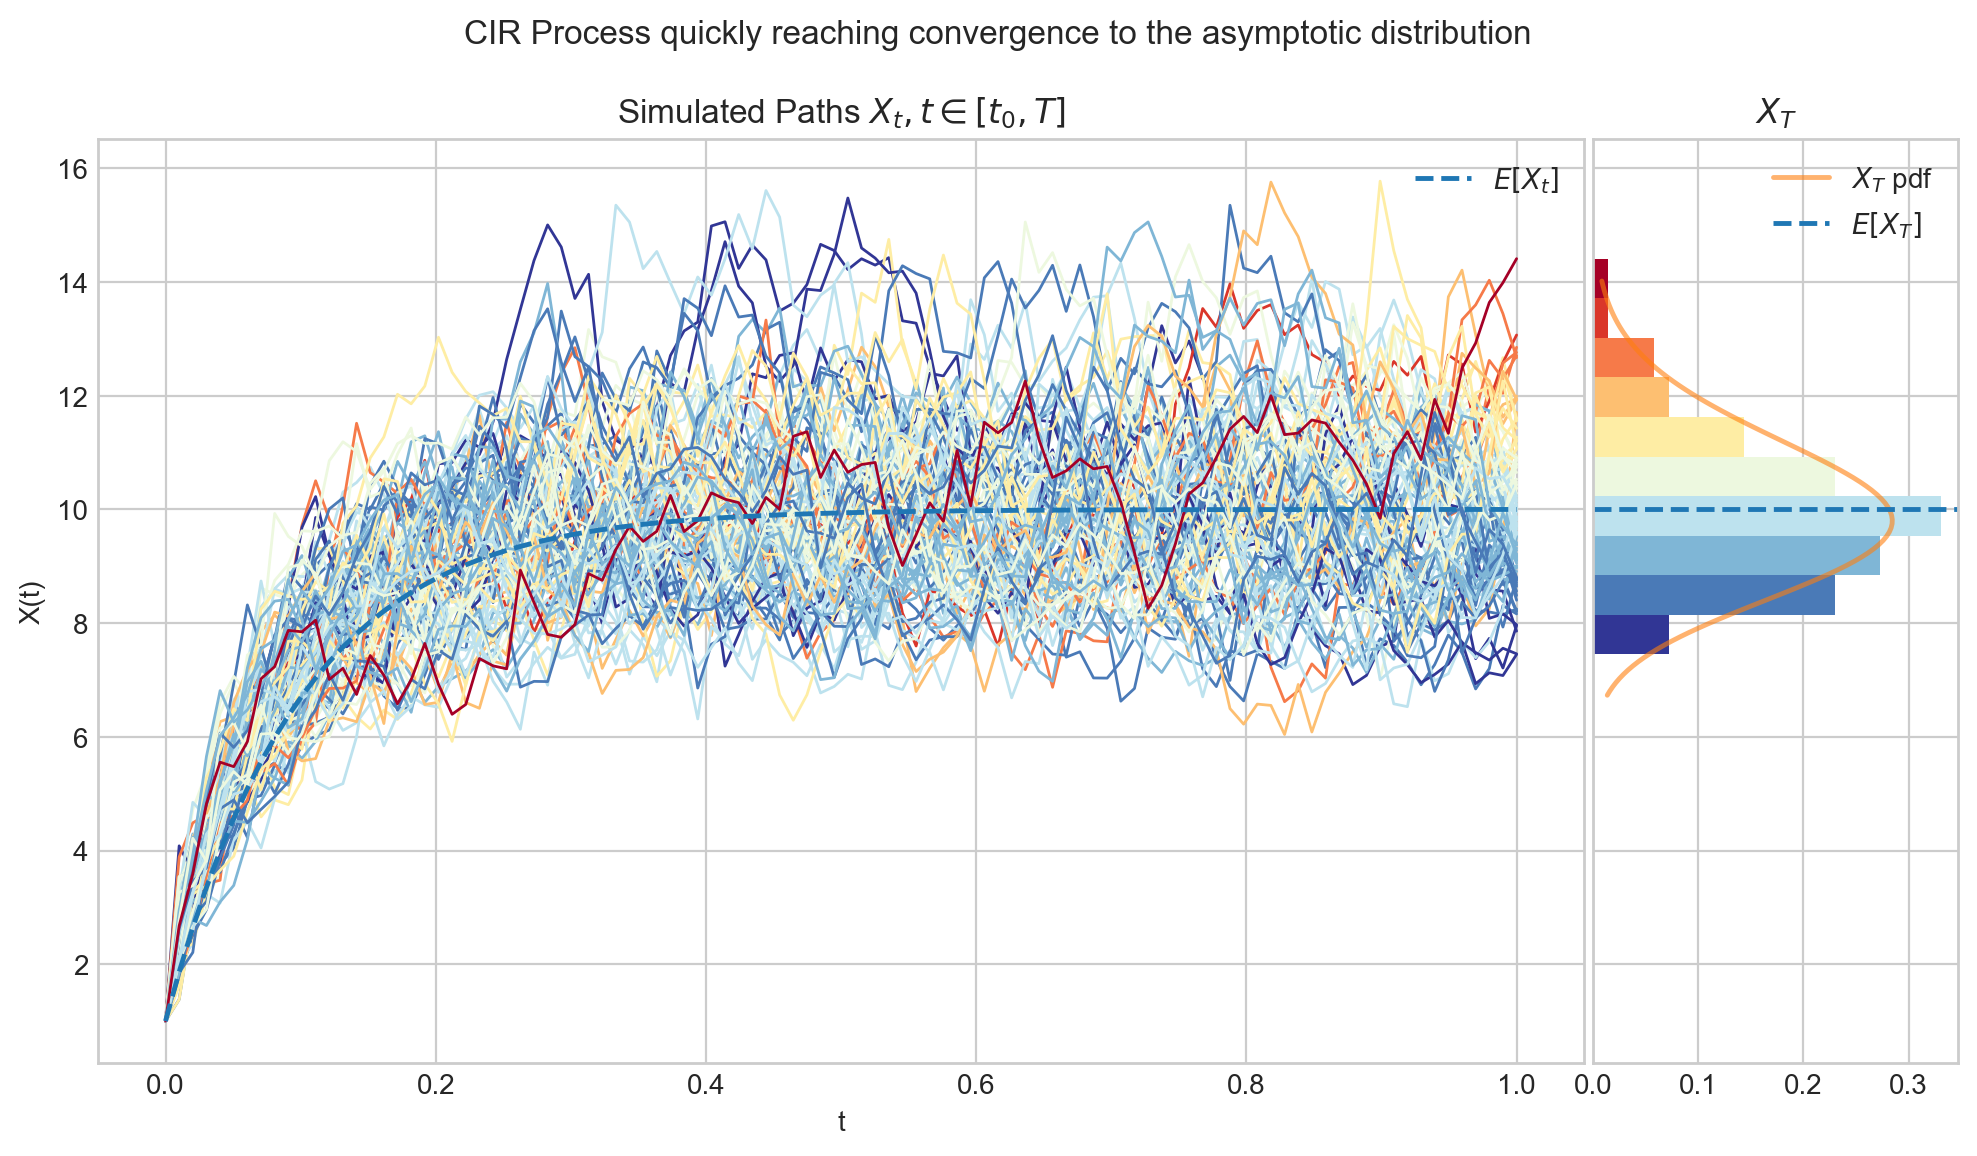 CIR Process quickly reaching convergence to the asymptotic distribution
Simulated Paths X_t, t ∈ [t_0, T]
X_T
E[X_t]
X_T pdf
E[X_T]
16
14
12
10
8
6
4
2
X(t)
0.0 0.2 0.4 0.6 0.8 1.0
0.0 0.1 0.2 0.3
t